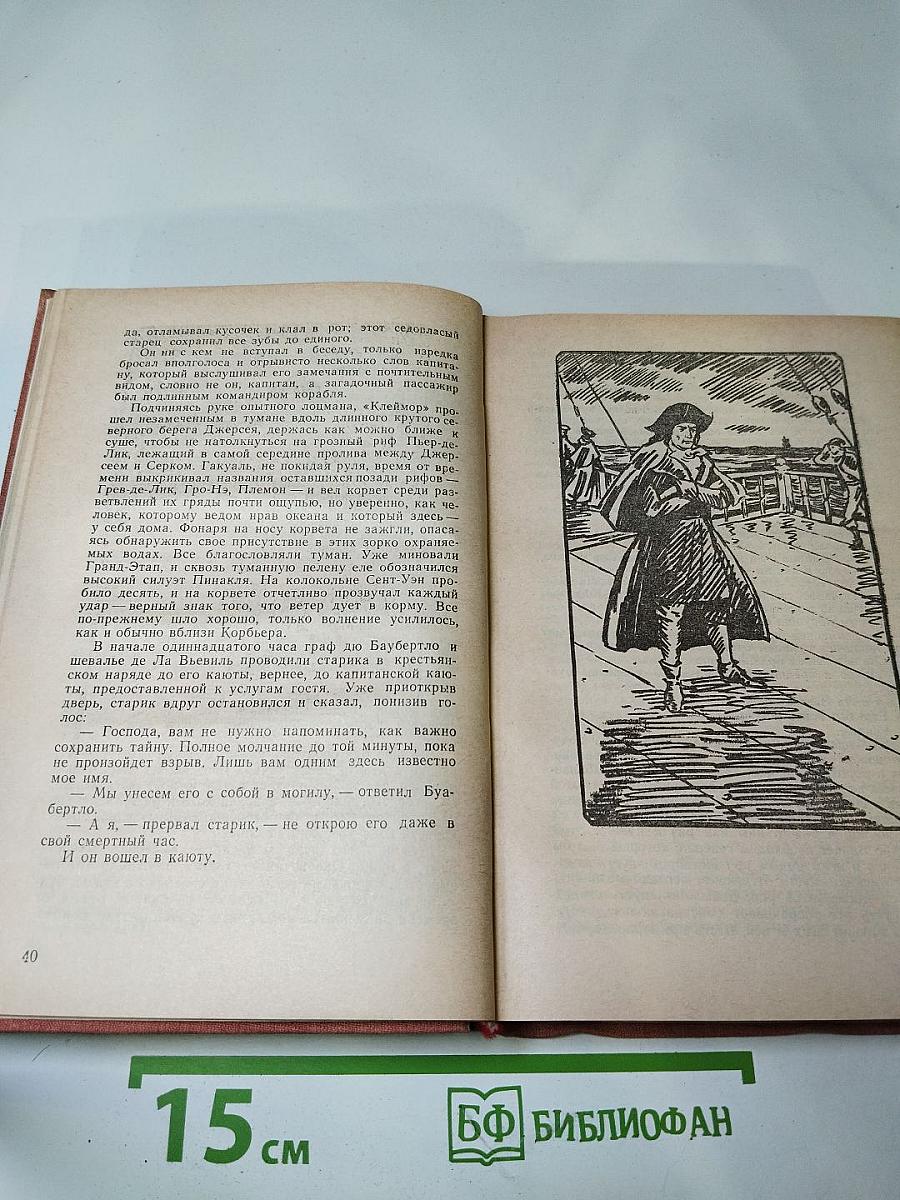 да, отламывал кусочек и клал в рот; этот седовласый
старец сохранил все зубы до единого.
Он ни с кем не вступал в беседу, только изредка
бросал вполголоса и отрывисто несколько слов капита-
ну, который выслушивал его замечания с почтительным
видом, словно не он, капитан, а загадочный пассажир
был подлинным командиром корабля.
Подчиняясь руке опытного лоцмана, «Клеймор» про-
шел незамеченным в тумане вдоль длинного крутого се-
верного берега Джерсея, держась как можно ближе к
суше, чтобы не натолкнуться на грозный риф Пьер-де-
Лик, лежащий в самой середине пролива между Джер-
сеем и Серком. Гакуаль, не покидая руля, время от вре-
мени выкрикивал названия оставшихся позади рифов —
Грев-де-Лик, Гро-Нэ, Племон — и вел корвет среди раз-
ветвлений их гряды почти ощупью, но уверенно, как че-
ловек, которому ведом нрав океана и который здесь —
у себя дома. Фонаря на носу корвета не зажгли, опаса-
ясь обнаружить свое присутствие в этих зорко охраняе-
мых водах. Все благословляли туман. Уже миновали
Гранд-Этап, и сквозь туманную пелену еле обозначился
высокий силуэт Пинакля. На колокольне Сент-Уэн про-
било десять, и на корвете отчетливо прозвучал каждый
удар — верный знак того, что ветер дует в корму. Все
по-прежнему шло хорошо, только волнение усилилось,
как и обычно вблизи Корбьера.
В начале одиннадцатого часа граф дю Баубертло и
шевалье де Ла Вьевиль проводили старика в крестьян-
ском наряде до его каюты, вернее, до капитанской каю-
ты, предоставленной к услугам гостя. Уже приоткрыв
дверь, старик вдруг остановился и сказал, понизив го-
лос:
— Господа, вам не нужно напоминать, как важно
сохранить тайну. Полное молчание до той минуты, пока
не произойдет взрыв. Лишь вам одним здесь известно
мое имя.
— Мы унесем его с собой в могилу, — ответил Буа-
бертло.
— А я, — прервал старик, — не открою его даже в
свой смертный час.
И он вошел в каюту.
40
15 см
БФ БИБЛИОФАН